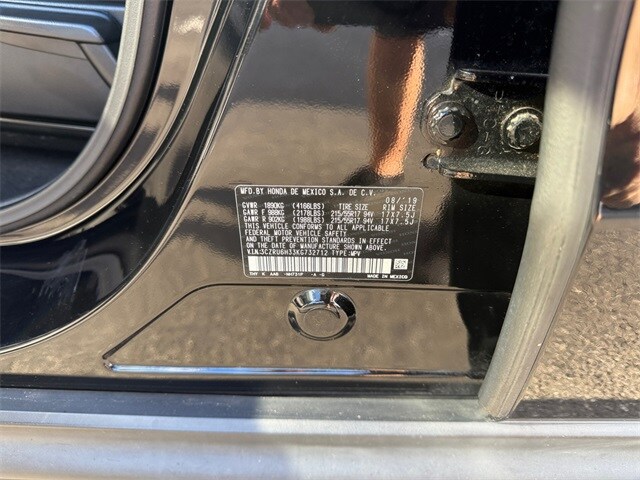 MFD.BY HONDA DE MEXICO S.A. DE C.V. 08/'19
GVWR 1890KG (4166LBS) TIRE SIZE RIM SIZE
GAWR F 988KG (2178LBS) 215/55R17 94V 17X7.5J
GAWR R 902KG (1988LBS) 215/55R17 94V 17X7.5J
THIS VEHICLE CONFORMS TO ALL APPLICABLE
FEDERAL MOTOR VEHICLE SAFETY, BUMPER,
AND THEFT PREVENTION STANDARDS IN EFFECT
ON THE DATE OF MANUFACTURE SHOWN ABOVE.
V.I.N.:3CZRU6H33KG732712 TYPE:MPV
MADE IN MEXICO